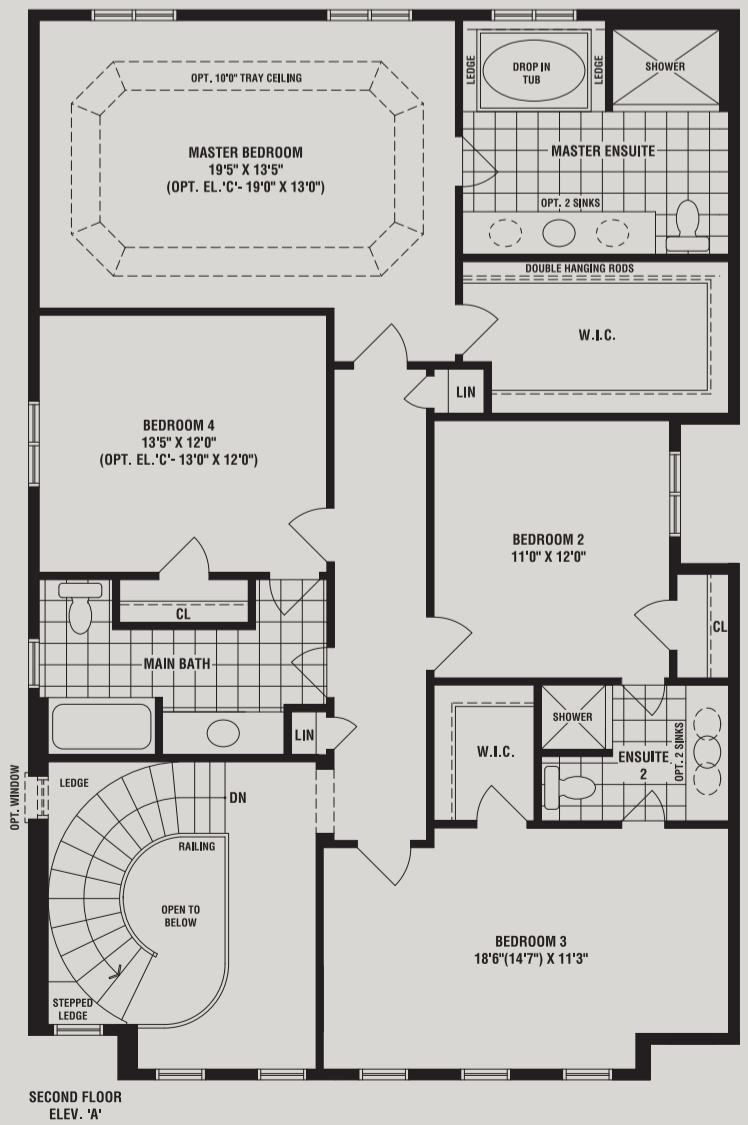 OPT. 10'0" TRAY CEILING
MASTER BEDROOM
19'5" X 13'5"
(OPT. EL.'C'- 19'0" X 13'0")
LEDGE
DROP IN
TUB
LEDGE
SHOWER
MASTER ENSUITE
OPT. 2 SINKS
DOUBLE HANGING RODS
W.I.C.
LIN
BEDROOM 4
13'5" X 12'0"
(OPT. EL.'C'- 13'0" X 12'0")
BEDROOM 2
11'0" X 12'0"
CL
CL
MAIN BATH
LIN
W.I.C.
SHOWER
ENSUITE
2
OPT. 2 SINKS
OPT. WINDOW
LEDGE
DN
RAILING
OPEN TO
BELOW
STEPPED
LEDGE
BEDROOM 3
18'6"(14'7") X 11'3"
SECOND FLOOR
ELEV. 'A'